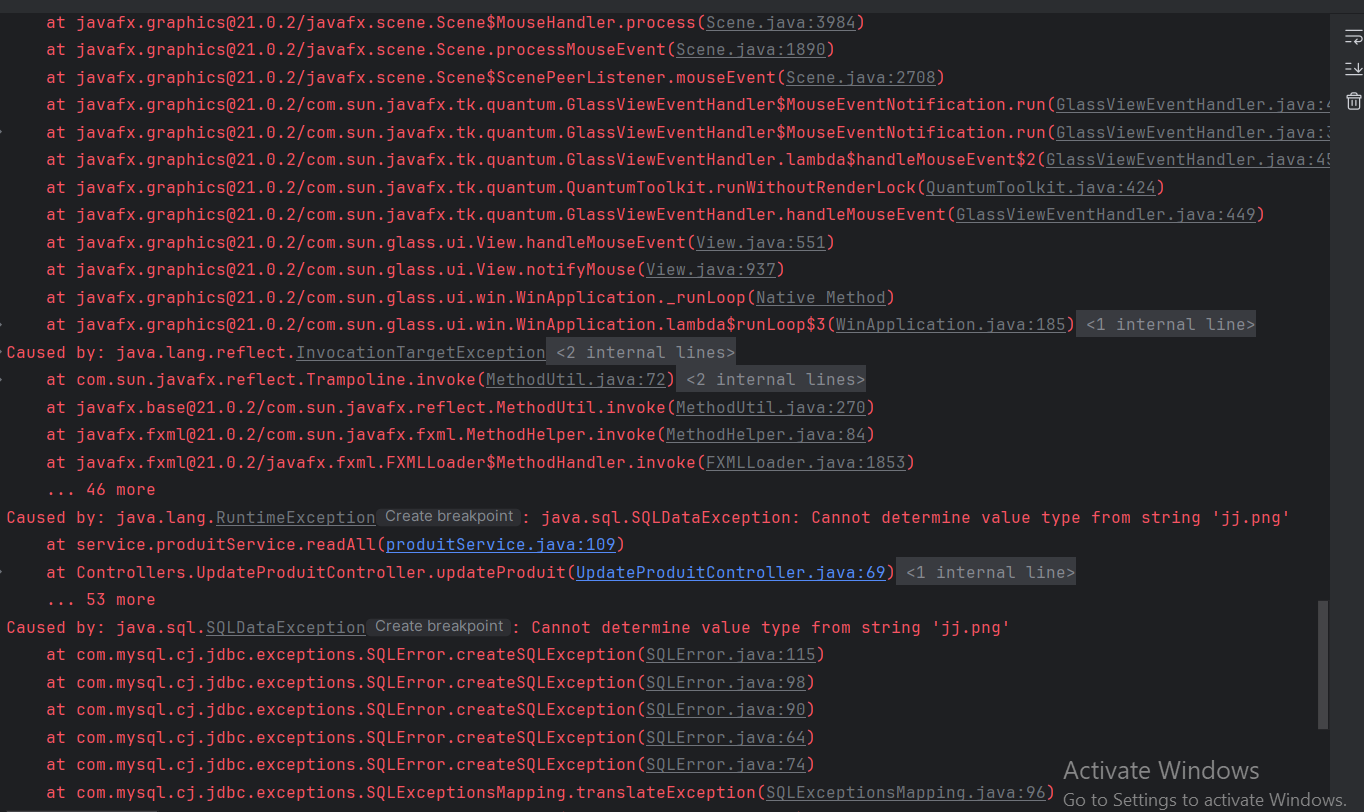 at javafx.graphics@21.0.2/javafx.scene.Scene$MouseHandler.process(Scene.java:3984)
at javafx.graphics@21.0.2/javafx.scene.Scene.processMouseEvent(Scene.java:1890)
at javafx.graphics@21.0.2/javafx.scene.Scene$ScenePeerListener.mouseEvent(Scene.java:2708)
at javafx.graphics@21.0.2/com.sun.javafx.tk.quantum.GlassViewEventHandler$MouseEventNotification.run(GlassViewEventHandler.java:
at javafx.graphics@21.0.2/com.sun.javafx.tk.quantum.GlassViewEventHandler$MouseEventNotification.run(GlassViewEventHandler.java:
at javafx.graphics@21.0.2/com.sun.javafx.tk.quantum.GlassViewEventHandler.lambda$handleMouseEvent$2(GlassViewEventHandler.java:45
at javafx.graphics@21.0.2/com.sun.javafx.tk.quantum.QuantumToolkit.runWithoutRenderLock(QuantumToolkit.java:424)
at javafx.graphics@21.0.2/com.sun.javafx.tk.quantum.GlassViewEventHandler.handleMouseEvent(GlassViewEventHandler.java:449)
at javafx.graphics@21.0.2/com.sun.glass.ui.View.handleMouseEvent(View.java:551)
at javafx.graphics@21.0.2/com.sun.glass.ui.View.notifyMouse(View.java:937)
at javafx.graphics@21.0.2/com.sun.glass.ui.win.WinApplication._runLoop(Native Method)
at javafx.graphics@21.0.2/com.sun.glass.ui.win.WinApplication.lambda$runLoop$3(WinApplication.java:185) <1 internal line>
Caused by: java.lang.reflect.InvocationTargetException <2 internal lines>
at com.sun.javafx.reflect.Trampoline.invoke(MethodUtil.java:72) <2 internal lines>
at javafx.base@21.0.2/com.sun.javafx.reflect.MethodUtil.invoke(MethodUtil.java:270)
at javafx.fxml@21.0.2/com.sun.javafx.fxml.MethodHelper.invoke(MethodHelper.java:84)
at javafx.fxml@21.0.2/javafx.fxml.FXMLLoader$MethodHandler.invoke(FXMLLoader.java:1853)
... 46 more
Caused by: java.lang.RuntimeException Create breakpoint : java.sql.SQLDataException: Cannot determine value type from string 'jj.png'
at service.produitService.readAll(produitService.java:109)
at Controllers.UpdateProduitController.updateProduit(UpdateProduitController.java:69) <1 internal line>
... 53 more
Caused by: java.sql.SQLDataException Create breakpoint : Cannot determine value type from string 'jj.png'
at com.mysql.cj.jdbc.exceptions.SQLError.createSQLException(SQLError.java:115)
at com.mysql.cj.jdbc.exceptions.SQLError.createSQLException(SQLError.java:98)
at com.mysql.cj.jdbc.exceptions.SQLError.createSQLException(SQLError.java:90)
at com.mysql.cj.jdbc.exceptions.SQLError.createSQLException(SQLError.java:64)
at com.mysql.cj.jdbc.exceptions.SQLError.createSQLException(SQLError.java:74)
at com.mysql.cj.jdbc.exceptions.SQLExceptionsMapping.translateException(SQLExceptionsMapping.java:96)
Activate Windows
Go to Settings to activate Windows.